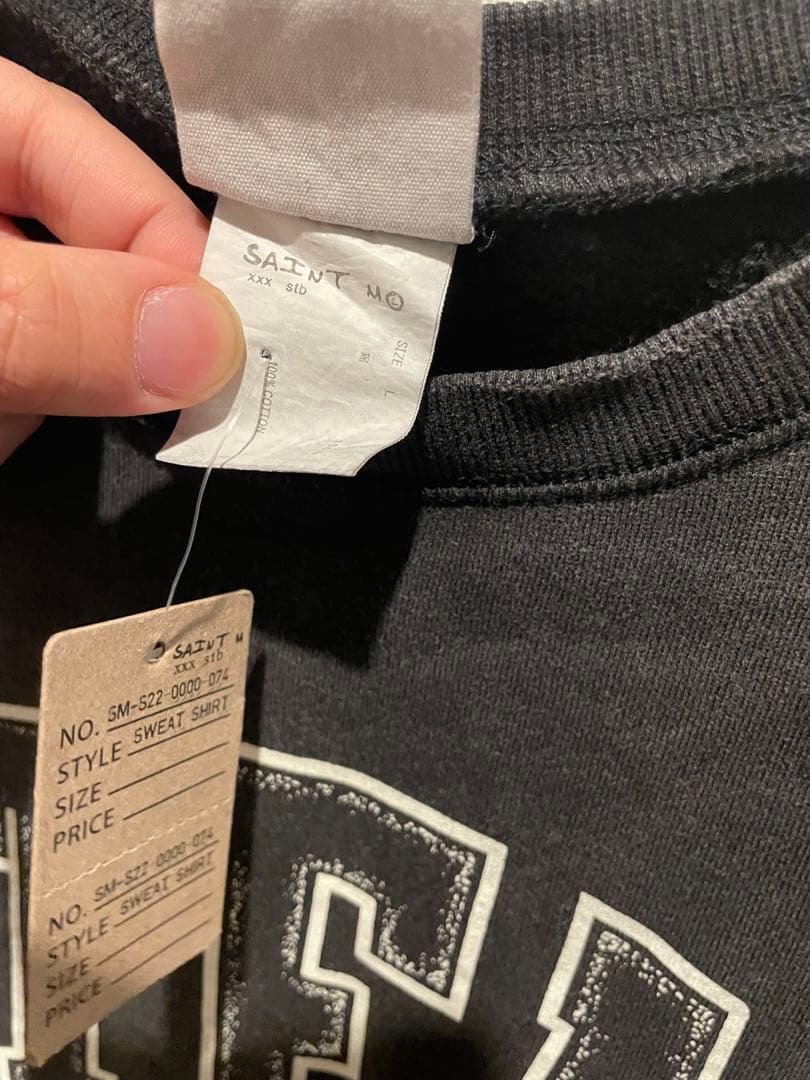 SAINT M
xxx stb
SIZE L
100% COTTON
SAINT M
xxx stb
NO. SM-S22-0000-074
STYLE SWEAT SHIRT
SIZE
PRICE
NO. SM-S22-0000-074
STYLE SWEAT SHIRT
SIZE
PRICE